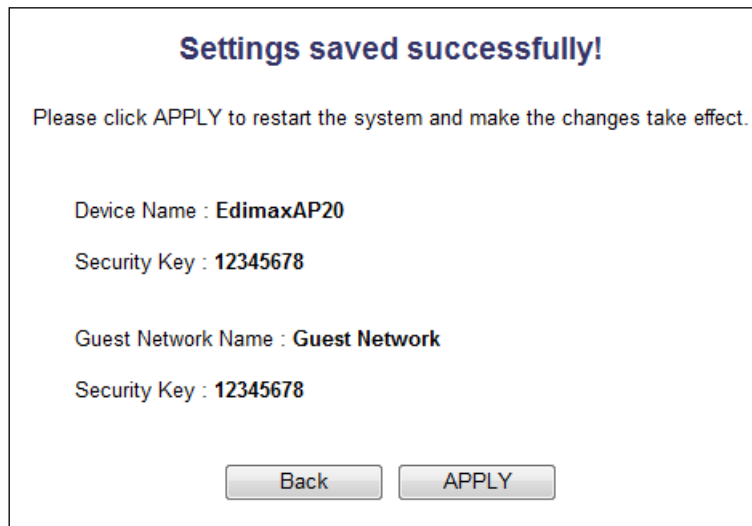 Settings saved successfully!
Please click APPLY to restart the system and make the changes take effect.
Device Name : EdimaxAP20
Security Key : 12345678
Guest Network Name : Guest Network
Security Key : 12345678
Back APPLY